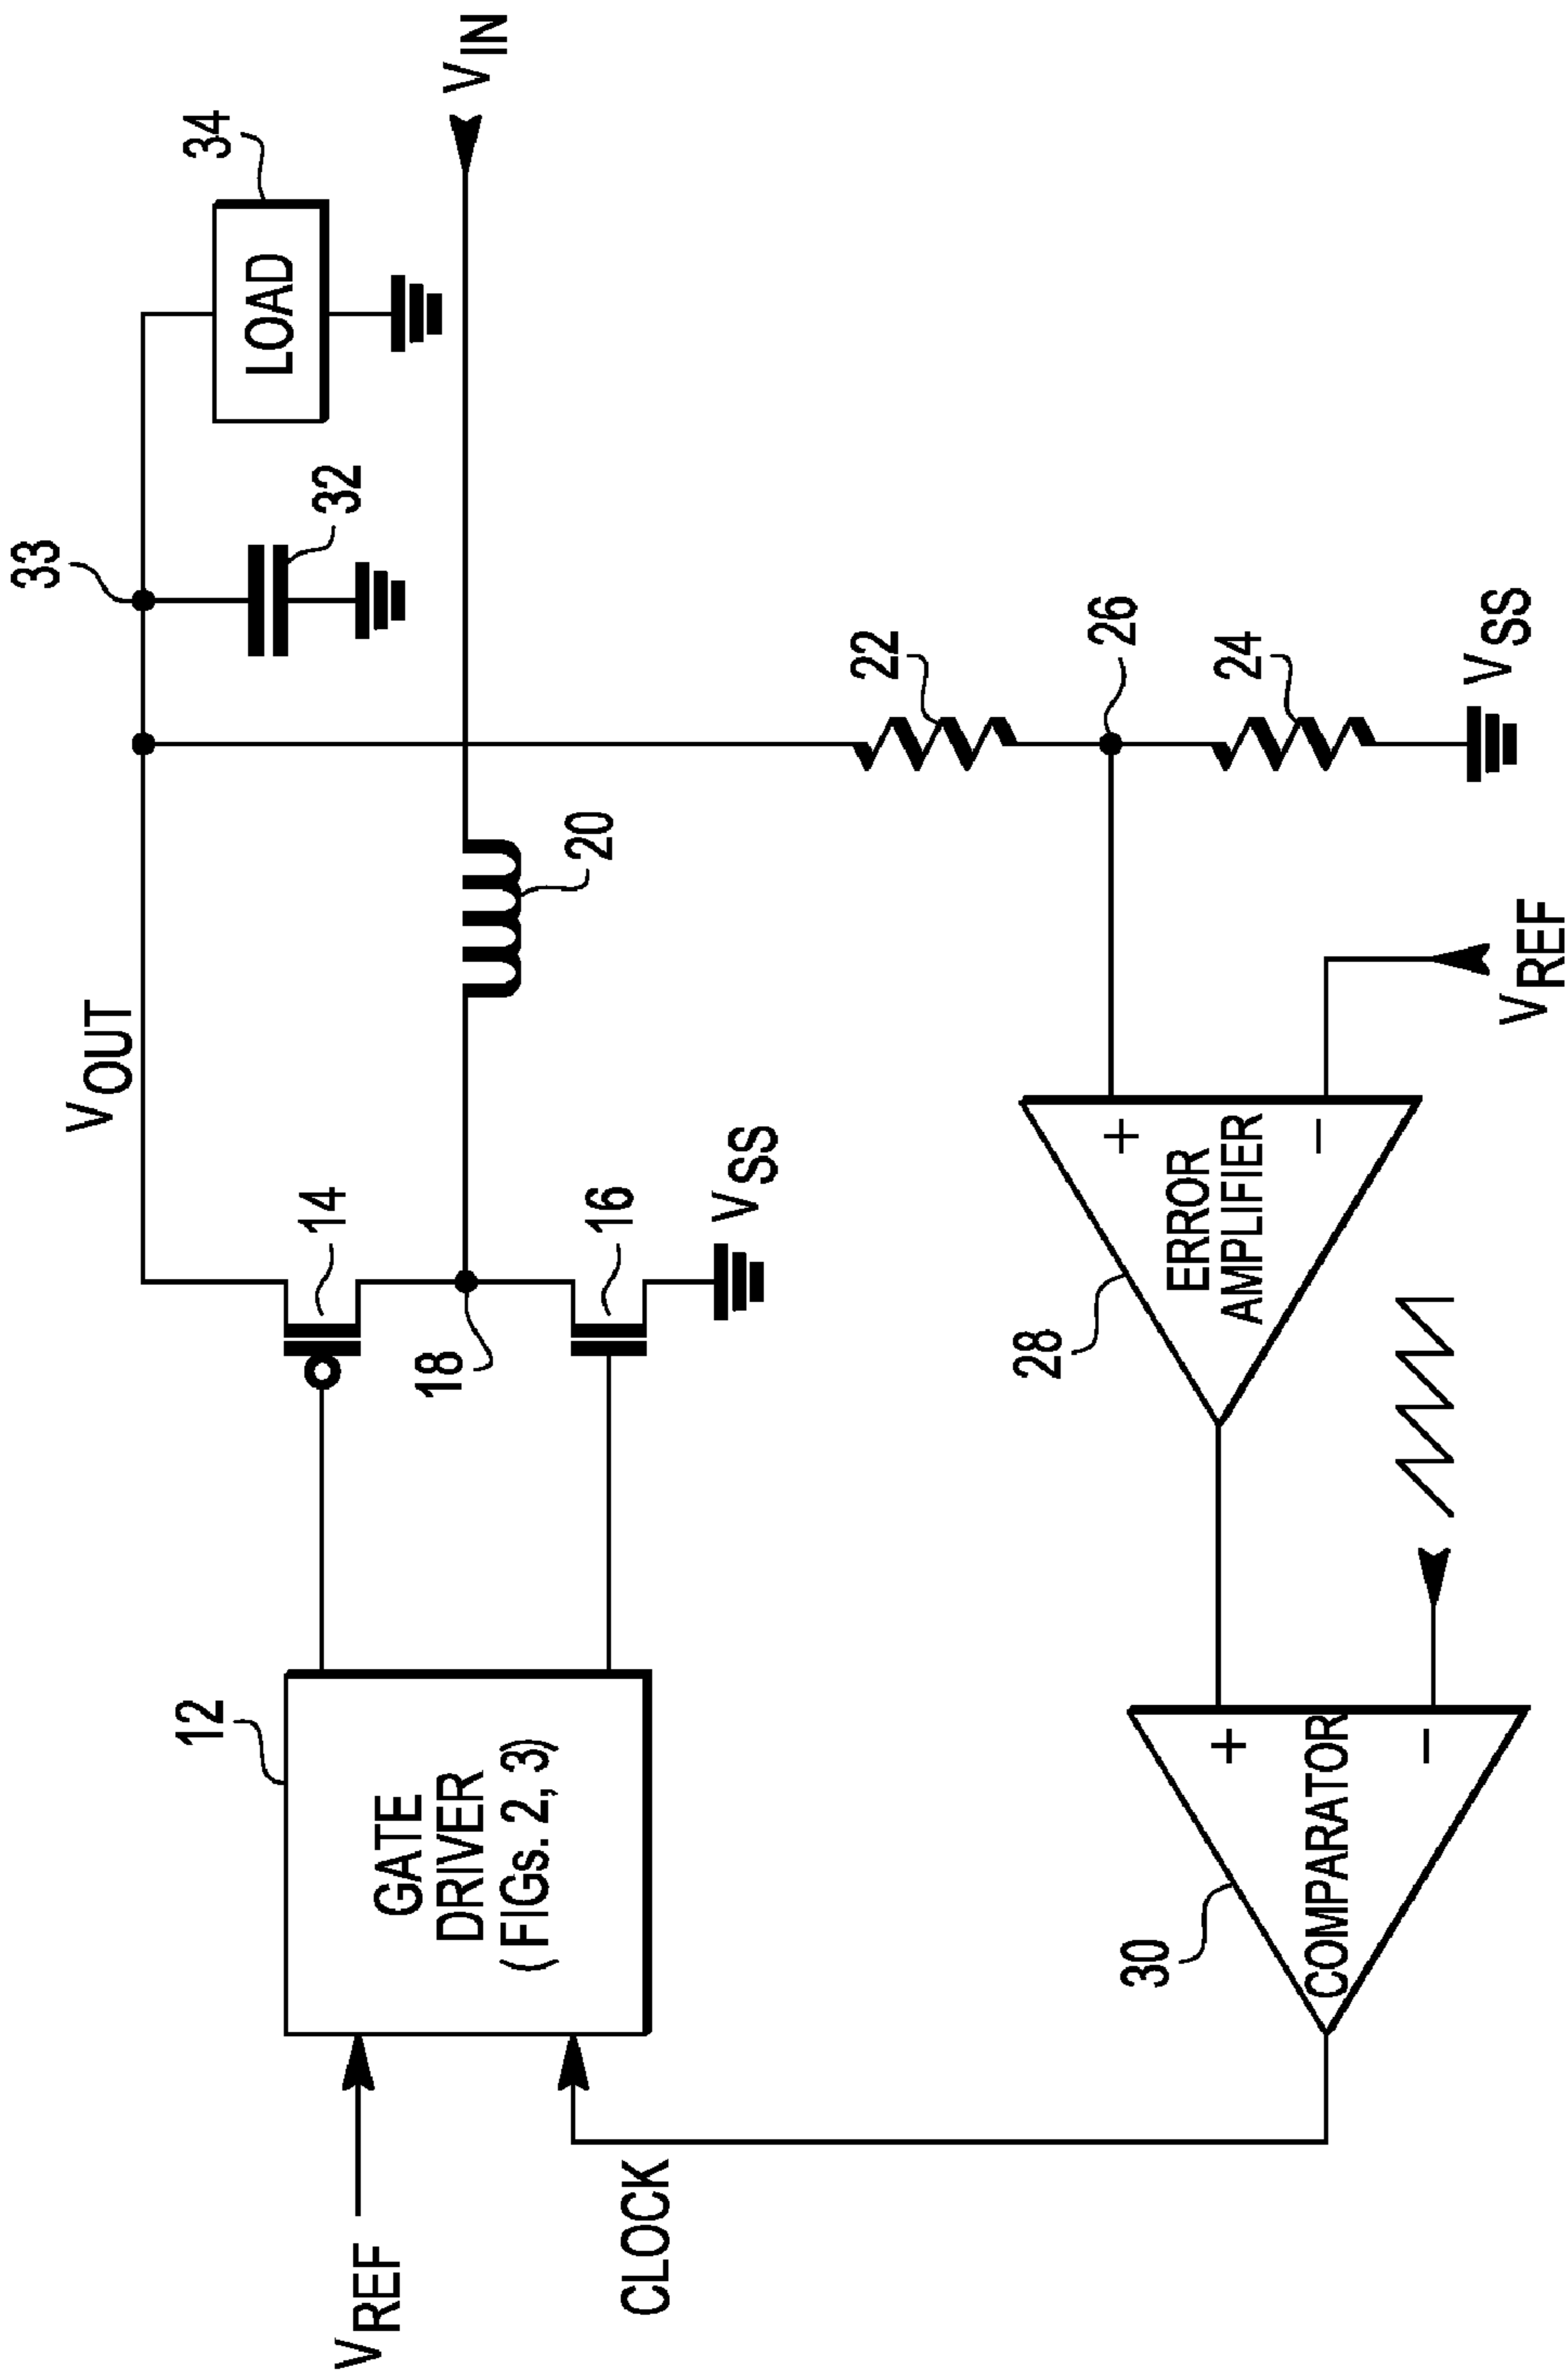 33
34
VOUT
LOAD
32
14
VIN
12
20
18
16
GATE
DRIVER
(FIGs. 2, 3)
VREF
VSS
CLOCK
22
26
28
ERROR
AMPLIFIER
+
−
24
VSS
VREF
30
COMPARATOR
+
−